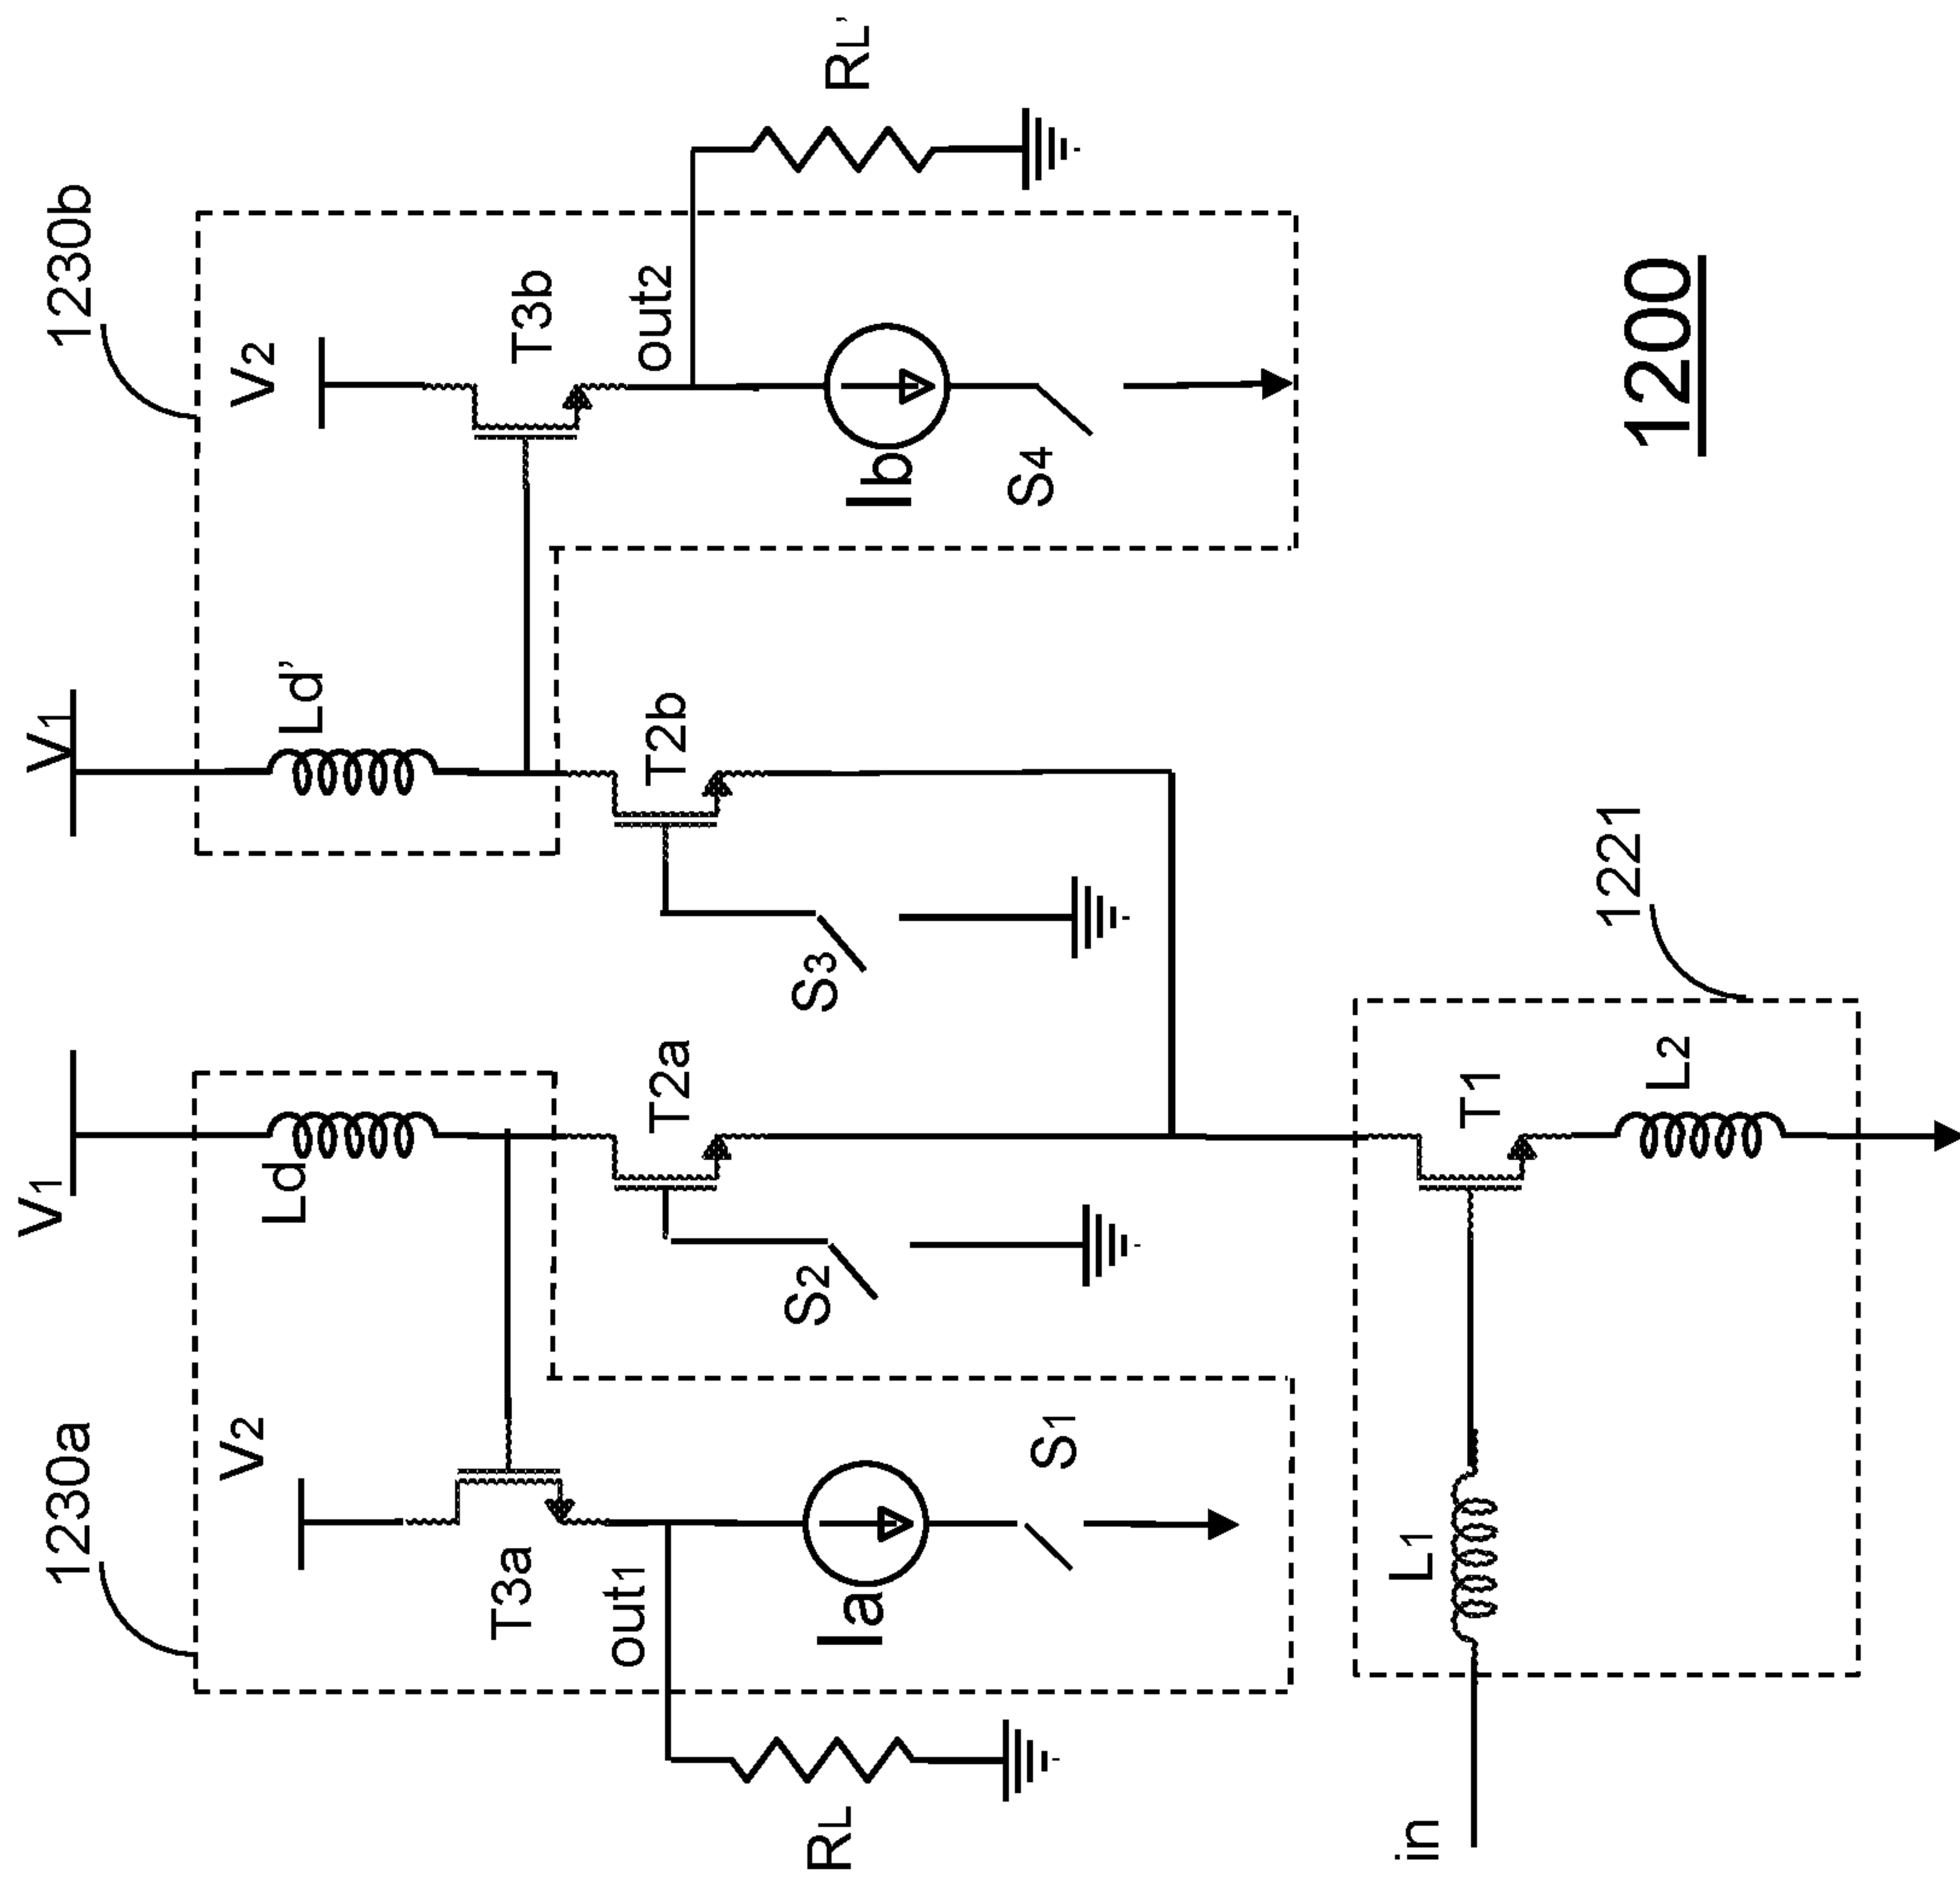 1230b
V1
V1
V2
Ld'
T3b
out2
RL'
1230a
V2
Ld
T2b
Ib
S4
T3a
T2a
S3
out1
S2
Ia
S1
RL
1221
T1
L2
L1
in
1200